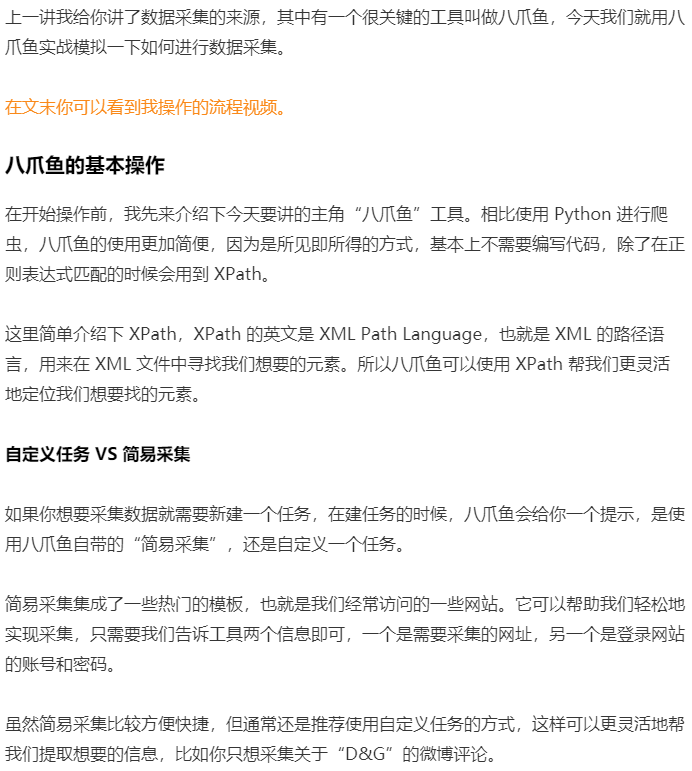 上一讲我给你讲了数据采集的来源，其中有一个很关键的工具叫做八爪鱼，今天我们就用八
爪鱼实战模拟一下如何进行数据采集。
在文末你可以看到我操作的流程视频。
八爪鱼的基本操作
在开始操作前，我先来介绍下今天要讲的主角“八爪鱼”工具。相比使用 Python 进行爬
虫，八爪鱼的使用更加简便，因为是所见即所得的方式，基本上不需要编写代码，除了在正
则表达式匹配的时候会用到 XPath。
这里简单介绍下 XPath，XPath 的英文是 XML Path Language，也就是 XML 的路径语
言，用来在 XML 文件中寻找我们想要的元素。所以八爪鱼可以使用 XPath 帮我们更灵活
地定位我们想要找的元素。
自定义任务 VS 简易采集
如果你想要采集数据就需要新建一个任务，在建任务的时候，八爪鱼会给你一个提示，是使
用八爪鱼自带的“简易采集”，还是自定义一个任务。
简易采集集成了一些热门的模板，也就是我们经常访问的一些网站。它可以帮助我们轻松地
实现采集，只需要我们告诉工具两个信息即可，一个是需要采集的网址，另一个是登录网站
的账号和密码。
虽然简易采集比较方便快捷，但通常还是推荐使用自定义任务的方式，这样可以更灵活地帮
我们提取想要的信息，比如你只想采集关于“D&G”的微博评论。